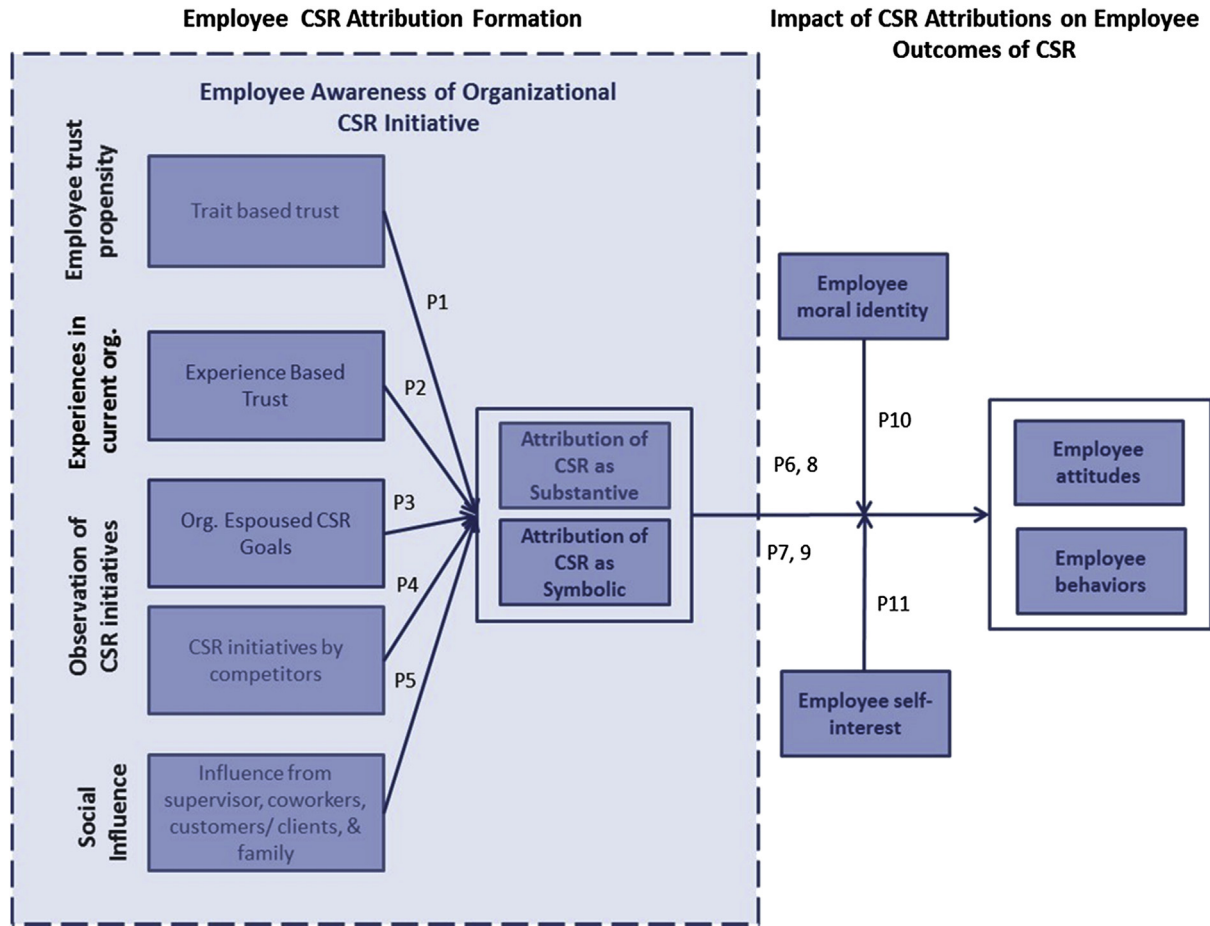 Employee CSR Attribution Formation
Impact of CSR Attributions on Employee
Outcomes of CSR
Employee Awareness of Organizational
CSR Initiative
Employee trust
propensity
Trait based trust
P1
Experiences in
current org.
Experience Based
Trust
P2
Observation of
CSR initiatives
Org. Espoused CSR
Goals
P3
CSR initiatives by
competitors
P4
Social
Influence
Influence from
supervisor, coworkers,
customers/ clients, &
family
P5
Attribution of
CSR as
Substantive
Attribution of
CSR as
Symbolic
P6, 8
P7, 9
Employee
moral identity
P10
P11
Employee self-
interest
Employee
attitudes
Employee
behaviors